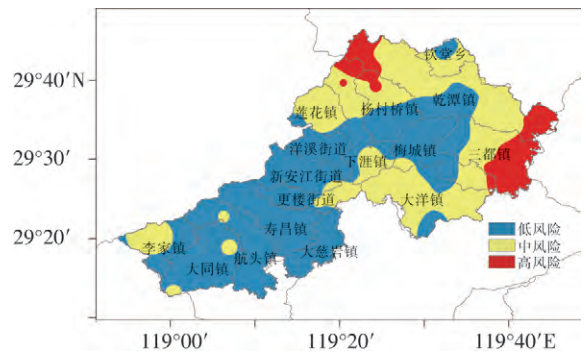 29°40′N
29°30′
29°20′
119°00′
119°20′
119°40′E
钦堂乡
乾潭镇
杨村桥镇
莲花镇
洋溪街道
下涯镇
梅城镇
三都镇
新安江街道
更楼街道
大洋镇
寿昌镇
李家镇
航头镇
大慈岩镇
大同镇
低风险
中风险
高风险